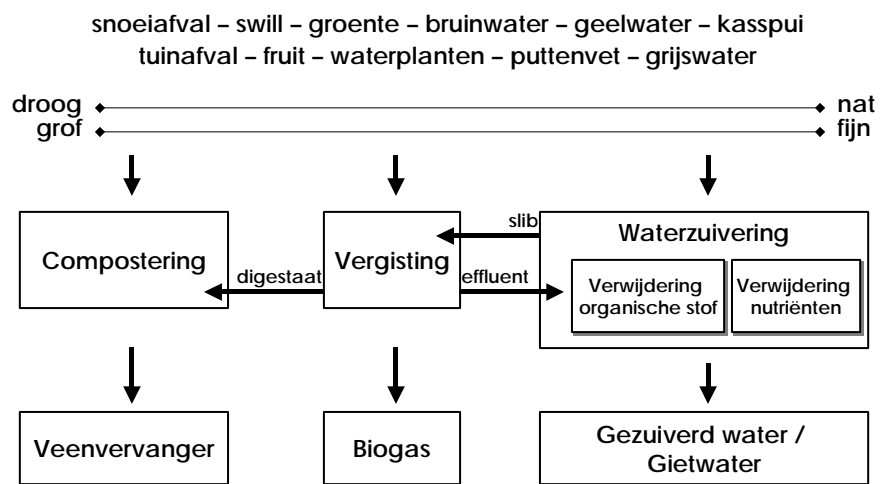 snoeiafval – swill – groente – bruinwater – geelwater – kasspui
tuinafval – fruit – waterplanten – puttenvet – grijswater
droog
nat
grof
fijn
Compostering
digestaat
Vergisting
slib
effluent
Waterzuivering
Verwijdering
organische stof
Verwijdering
nutriënten
Veenvervanger
Biogas
Gezuiverd water /
Gietwater